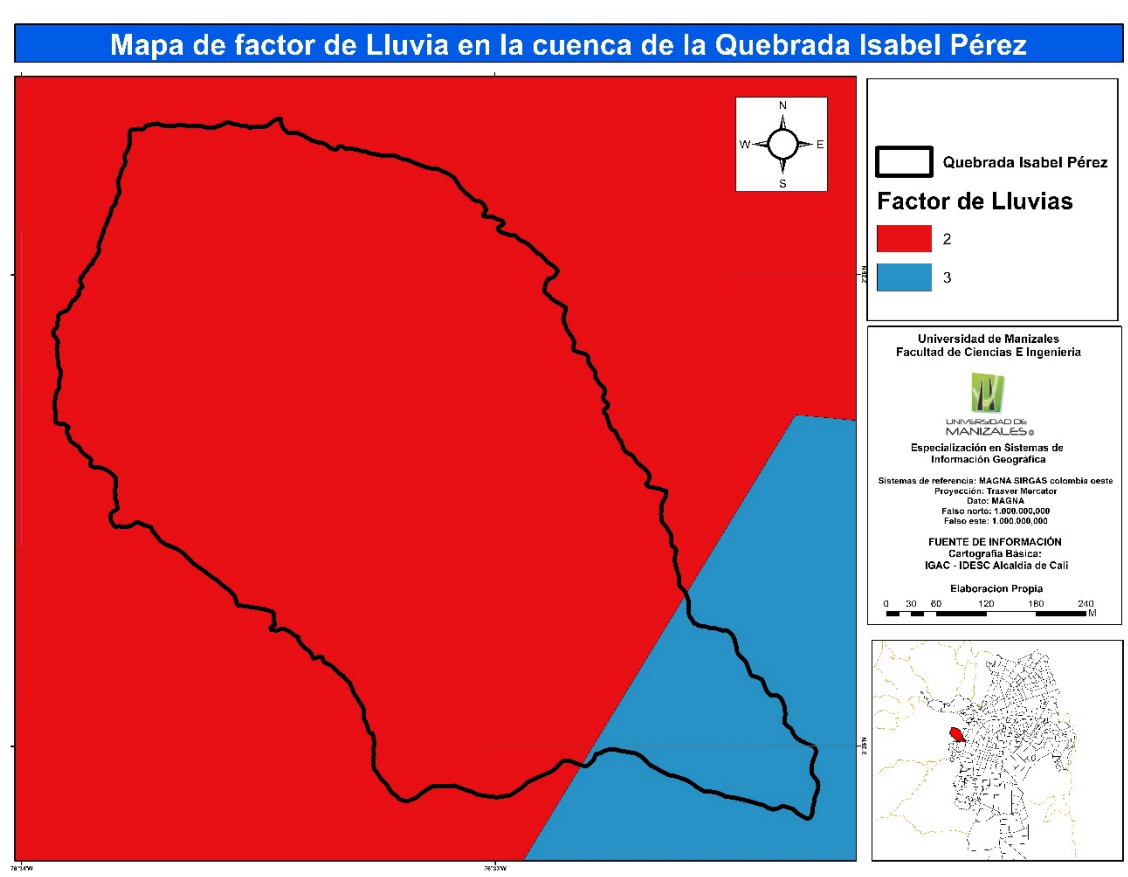 Mapa de factor de Lluvia en la cuenca de la Quebrada Isabel Pérez
N
W E
S
Quebrada Isabel Pérez
Factor de Lluvias
2
3
Universidad de Manizales
Facultad de Ciencias E Ingenieria
UNIVERSIDAD DE
MANIZALES
Especialización en Sistemas de
Información Geográfica
Sistemas de referencia: MAGNA SIRGAS colombia oeste
Proyección: Trasver Mercator
Dato: MAGNA
Falso norte: 1.000.000,000
Falso este: 1.000.000,000
FUENTE DE INFORMACIÓN
Cartografia Básica:
IGAC - IDESC Alcaldia de Cali
Elaboracion Propia
0 30 60 120 180 240
M
76°34'W
76°33'W